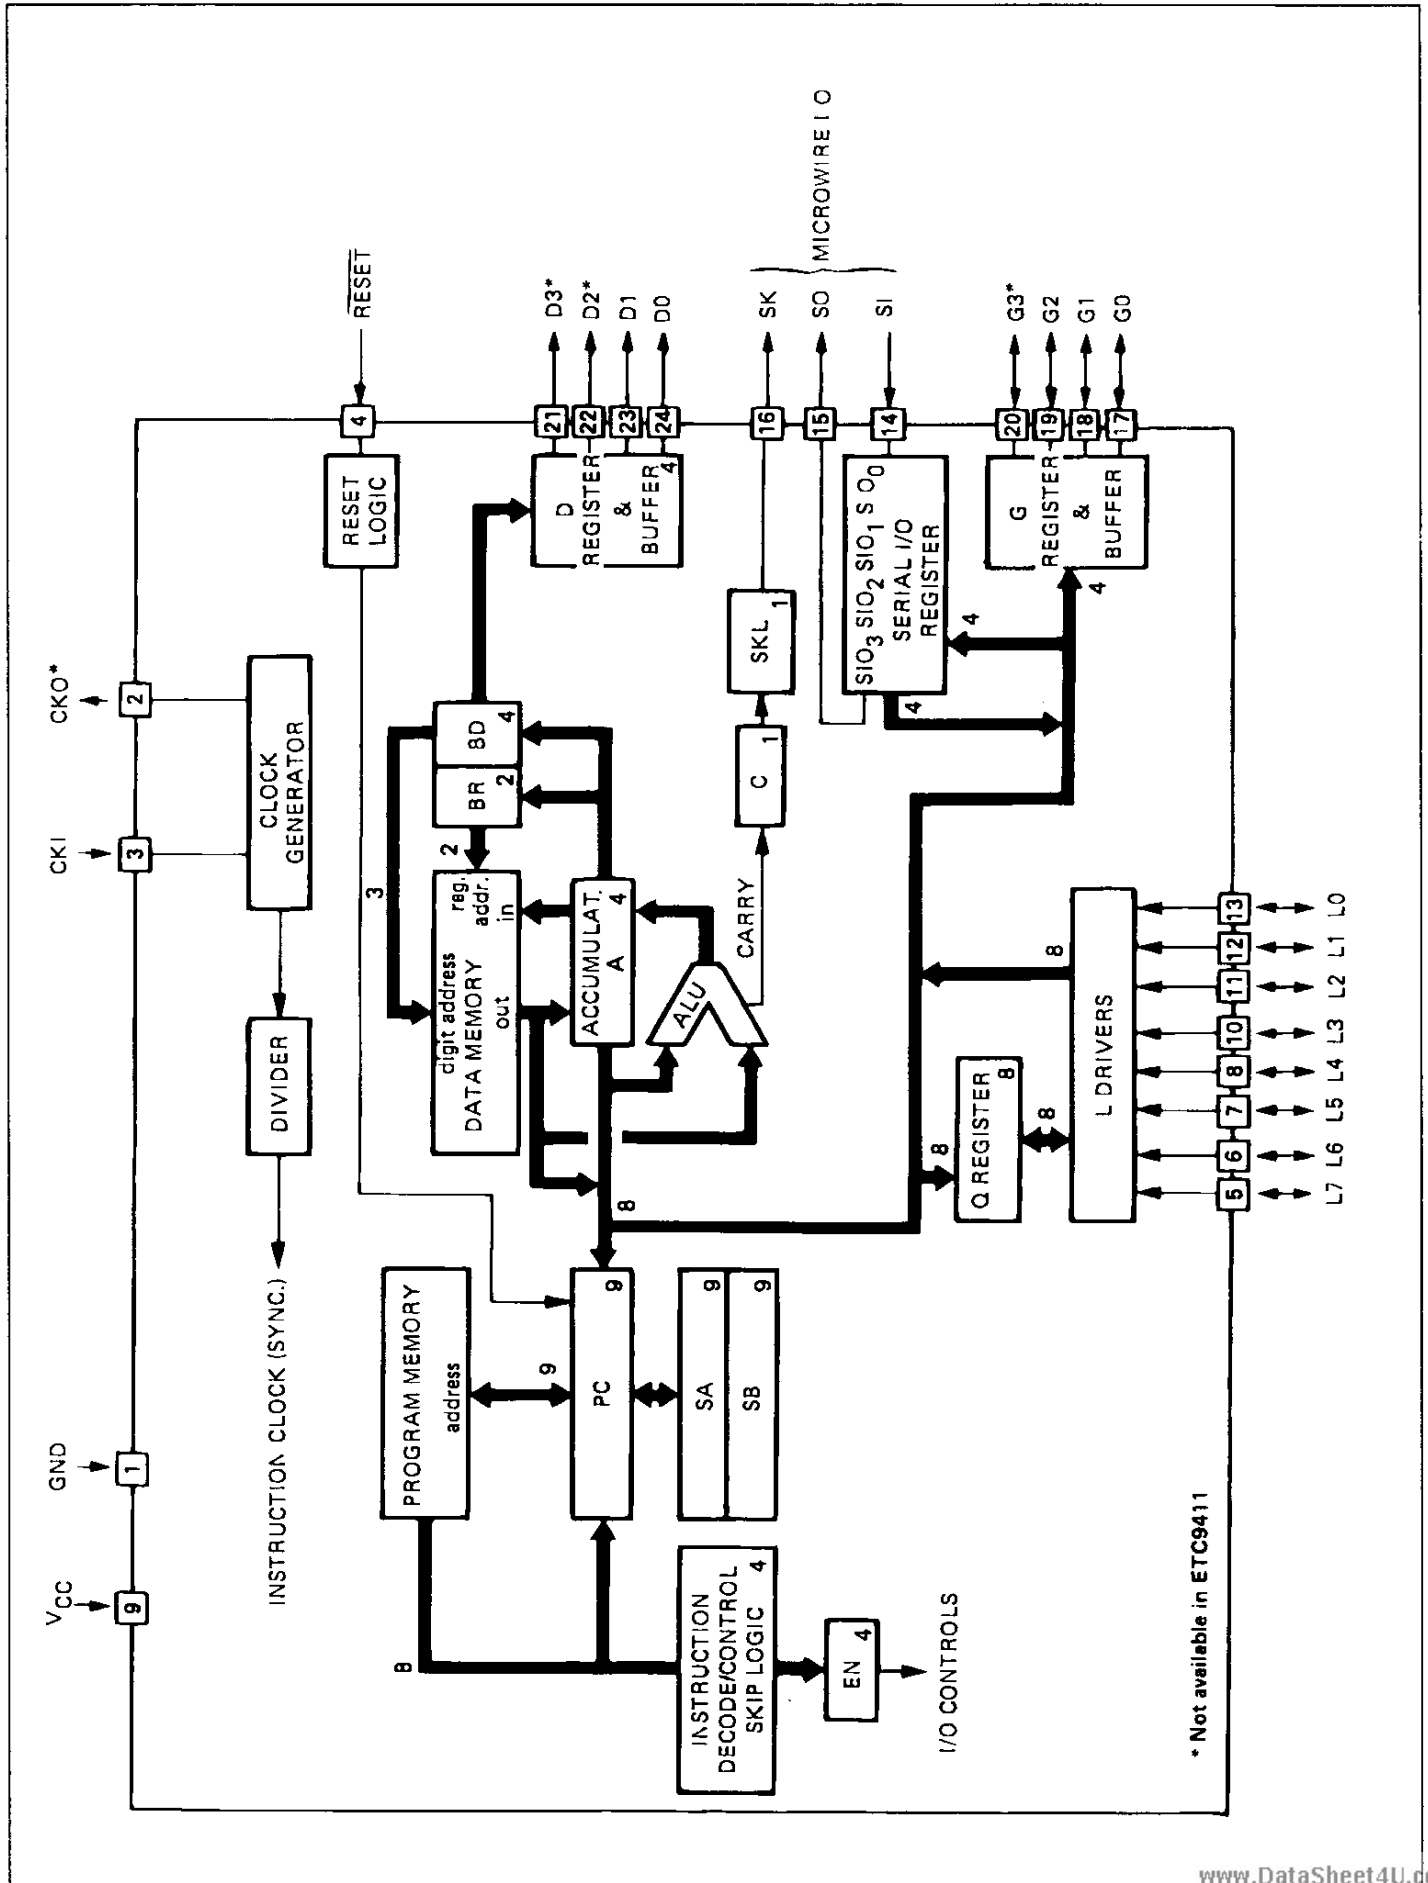 VCC
9
GND
1
CKI
3
CKO*
2
INSTRUCTION CLOCK (SYNC.)
DIVIDER
CLOCK
GENERATOR
RESET
4
RESET
LOGIC
8
PROGRAM MEMORY
address
9
PC
9
SA
9
SB
9
INSTRUCTION
DECODE/CONTROL
SKIP LOGIC
4
EN
4
I/O CONTROLS
3
digit address
DATA MEMORY
out
reg.
addr.
in
2
BR
2
BD
4
8
ACCUMULAT.
A
4
ALU
CARRY
C
1
SKL
1
D
REGISTER
&
BUFFER
4
21
22
23
24
D3*
D2*
D1
D0
16
15
14
SK
SO
SI
MICROWIRE I O
SIO3 SIO2 SIO1 S O0
SERIAL I/O
REGISTER
4
4
4
G
REGISTER
&
BUFFER
20
19
18
17
G3*
G2
G1
G0
8
Q REGISTER
8
8
8
L DRIVERS
5
6
7
8
10
11
12
13
L7
L6
L5
L4
L3
L2
L1
L0
* Not available in ETC9411
www.DataSheet4U.c